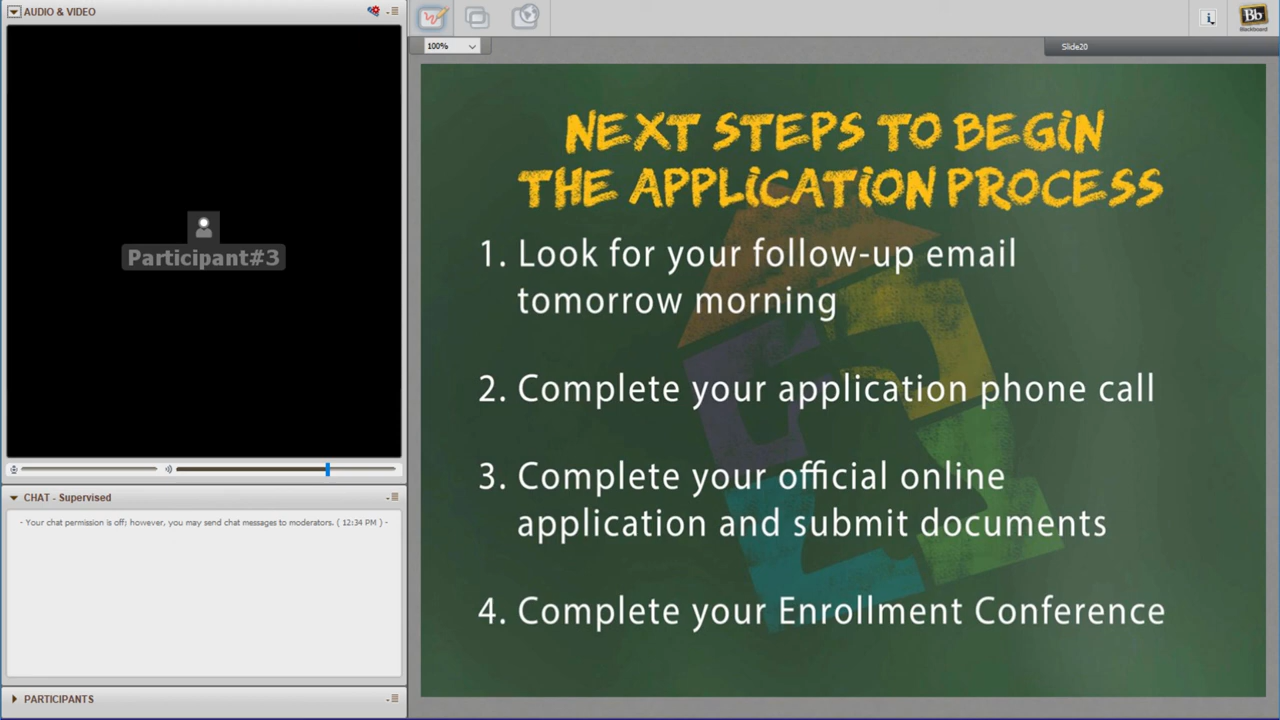 AUDIO & VIDEO
Participant#3
CHAT - Supervised
- Your chat permission is off; however, you may send chat messages to moderators. ( 12:34 PM ) -
PARTICIPANTS
100%
i
Bb
Blackboard
Slide20
NEXT STEPS TO BEGiN
THE APPLiCATiON PROCESS
1. Look for your follow-up email
tomorrow morning
2. Complete your application phone call
3. Complete your official online
application and submit documents
4. Complete your Enrollment Conference